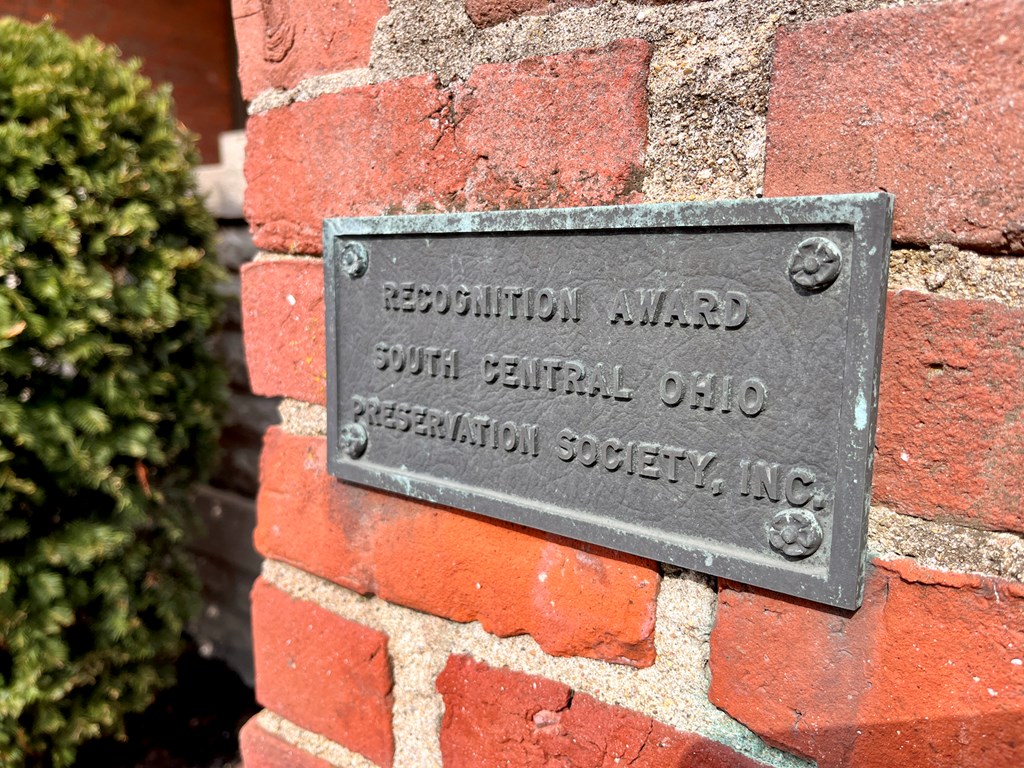 RECOGNITION AWARD
SOUTH CENTRAL OHIO
PRESERVATION SOCIETY, INC.